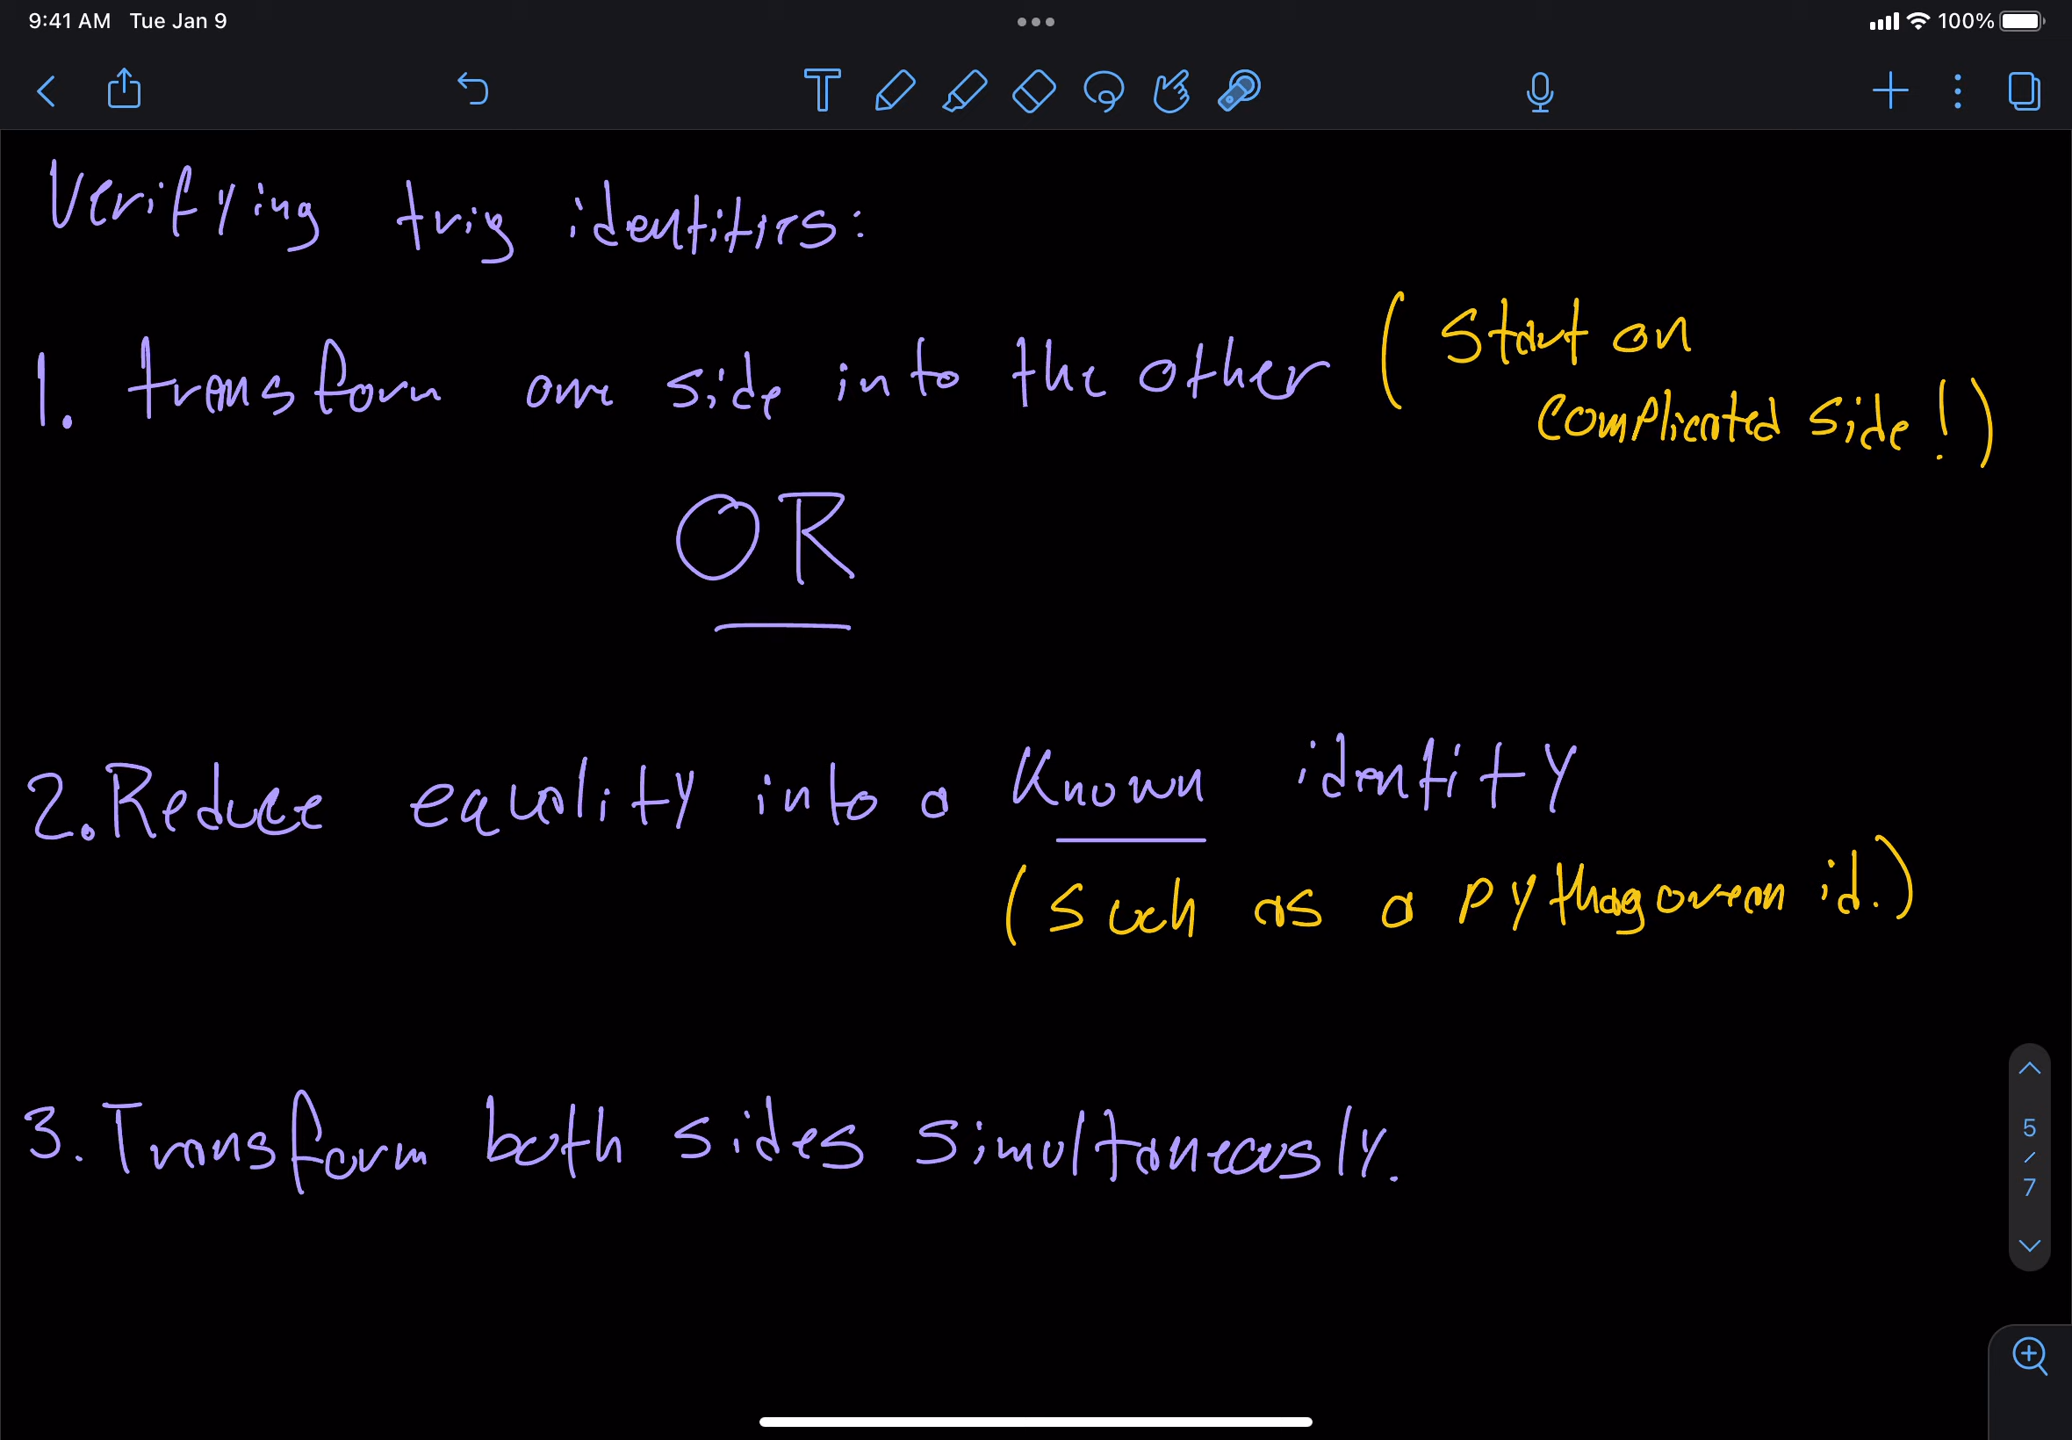 9:41 AM Tue Jan 9
100%
Verifying trig identities:
1. transform one side into the other (Start on
complicated side!)
OR
2. Reduce equality into a known identity
(such as a pythagorean id.)
3. Transform both sides simultaneously.
5
/
7